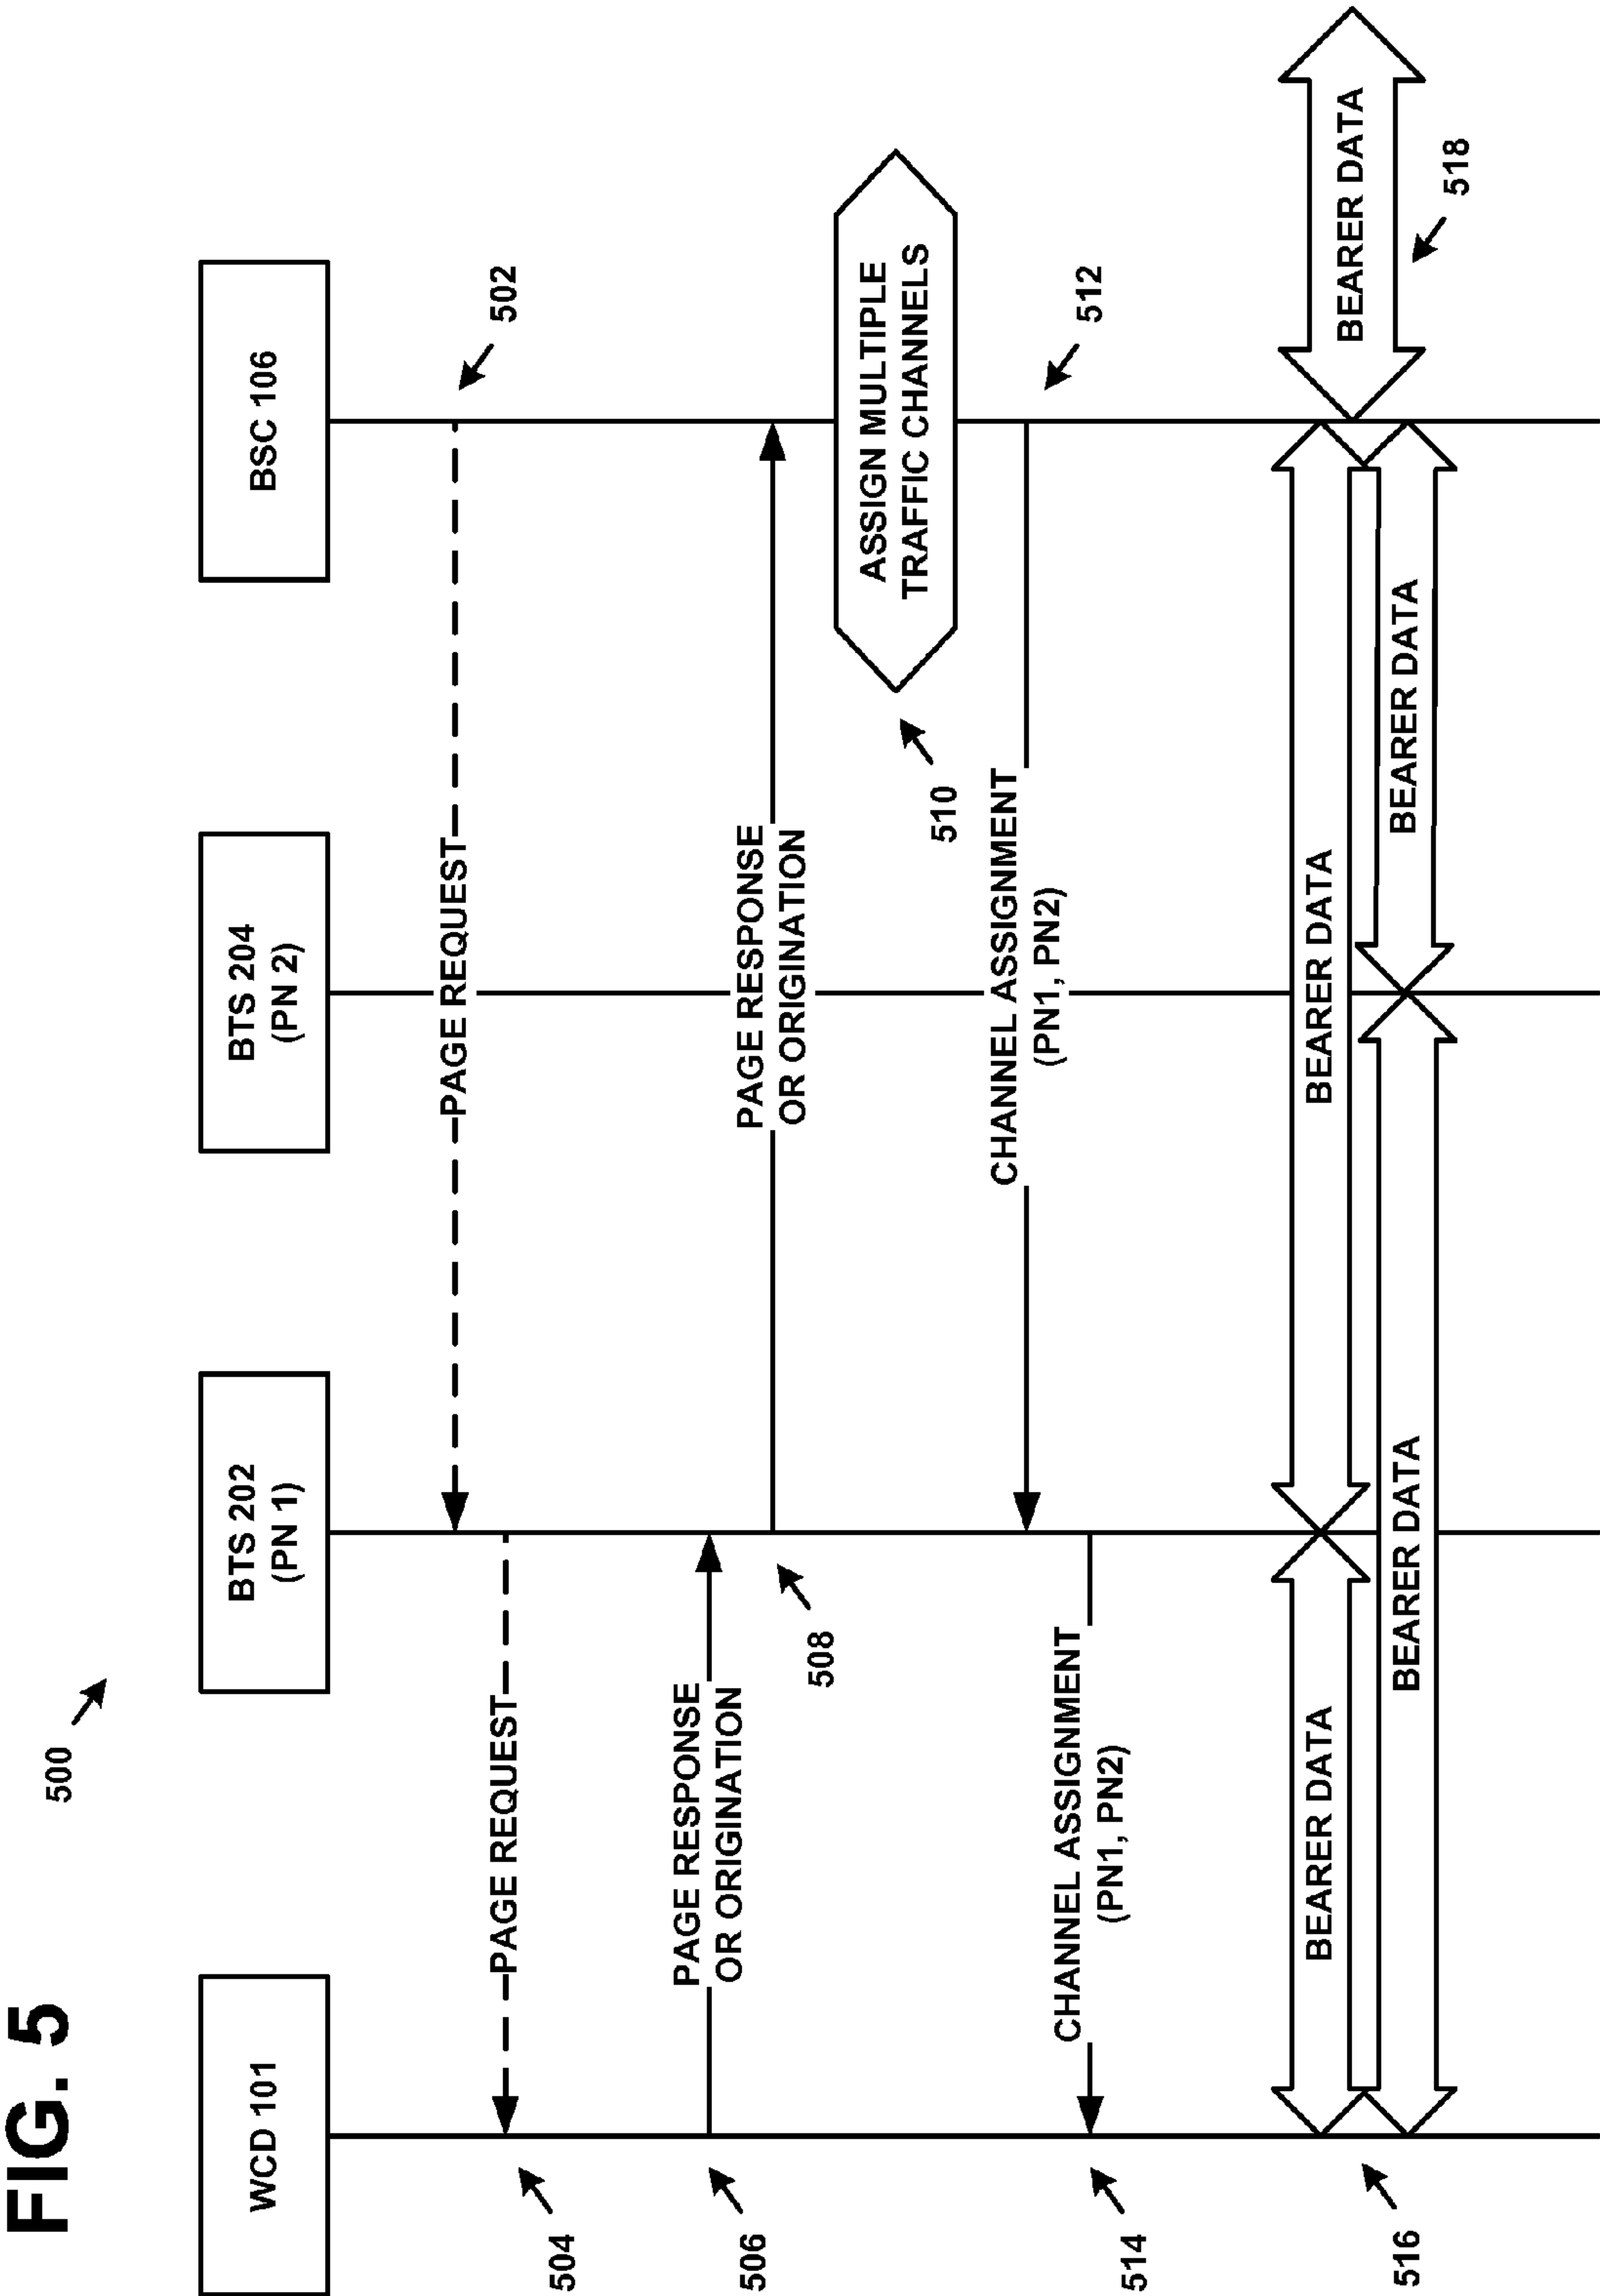 FIG. 5
500
WCD 101
BTS 202
(PN 1)
BTS 204
(PN 2)
BSC 106
PAGE REQUEST
502
PAGE REQUEST
504
PAGE RESPONSE
OR ORIGINATION
506
PAGE RESPONSE
OR ORIGINATION
508
ASSIGN MULTIPLE
TRAFFIC CHANNELS
510
CHANNEL ASSIGNMENT
(PN1, PN2)
512
CHANNEL ASSIGNMENT
(PN1, PN2)
514
BEARER DATA
BEARER DATA
BEARER DATA
BEARER DATA
BEARER DATA
516
518